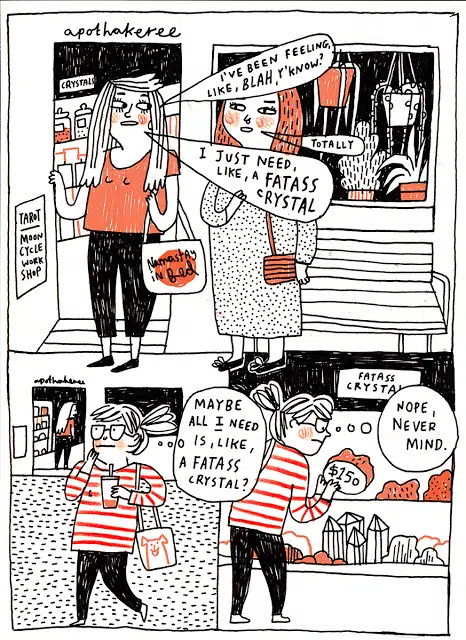 apothakeree
CRYSTALS
I'VE BEEN FEELING,
LIKE, BLAH, Y'KNOW?
TOTALLY
I JUST NEED,
LIKE, A FATASS
CRYSTAL
TAROT
MOON
CYCLE
WORK
SHOP
Namastay
in Bed
apothakeree
MAYBE
ALL I NEED
IS, LIKE,
A FATASS
CRYSTAL?
FATASS
CRYSTAL
NOPE,
NEVER
MIND.
$250